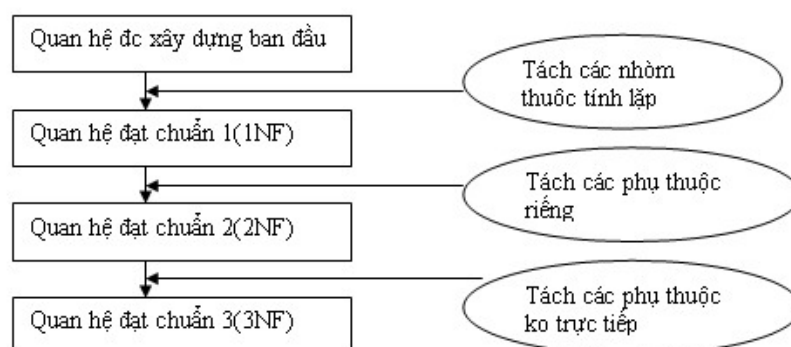 Quan hệ đc xây dựng ban đầu
Tách các nhòm
thuôc tính lặp
Quan hệ đạt chuẩn 1(1NF)
Tách các phụ thuộc
riếng
Quan hệ đạt chuẩn 2(2NF)
Tách các phụ thuộc
ko trực tiếp
Quan hệ đạt chuẩn 3(3NF)